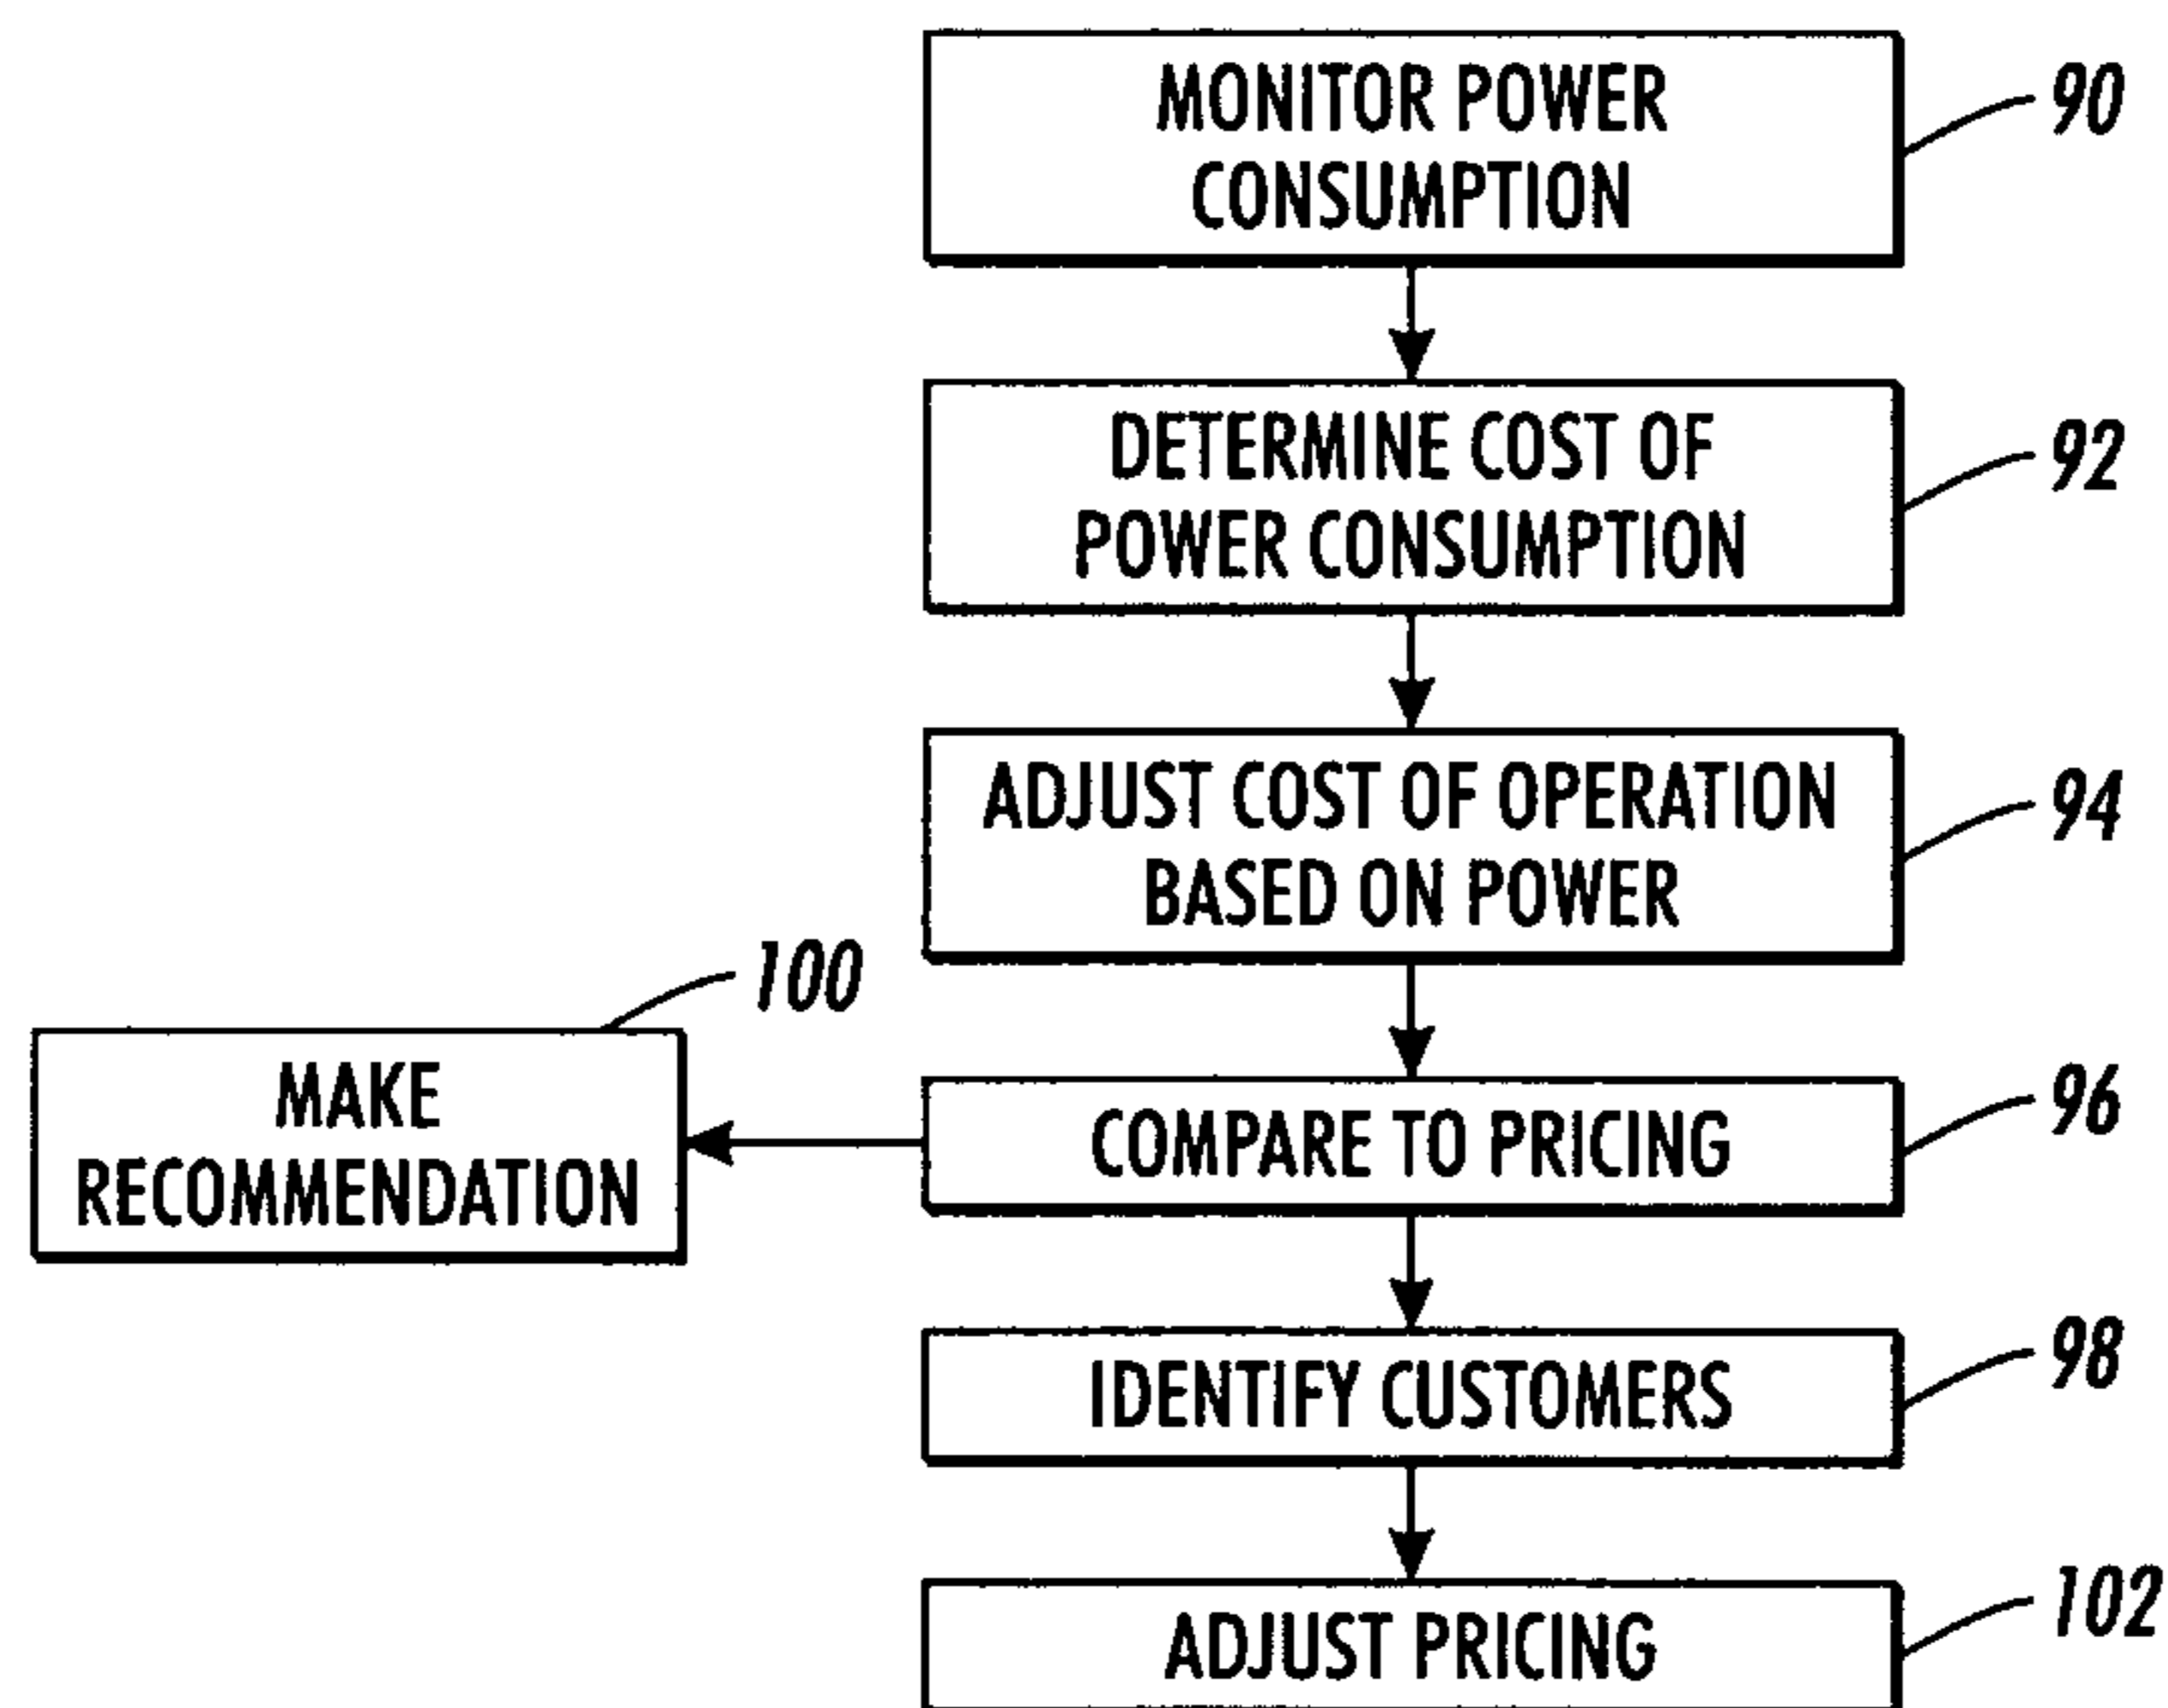 MONITOR POWER
CONSUMPTION
90
DETERMINE COST OF
POWER CONSUMPTION
92
ADJUST COST OF OPERATION
BASED ON POWER
94
100
MAKE
RECOMMENDATION
COMPARE TO PRICING
96
IDENTIFY CUSTOMERS
98
ADJUST PRICING
102